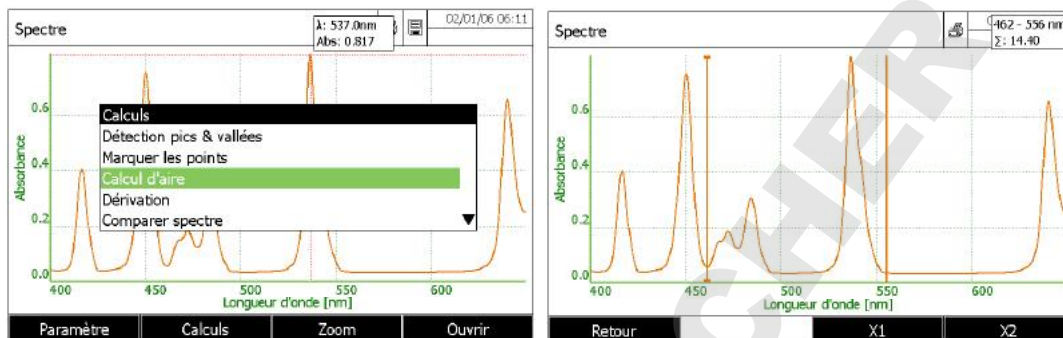 Spectre
λ: 537.0nm
Abs: 0.817
02/01/06 06:11
Absorbance
0.6
0.4
0.2
0.0
Calculs
Détection pics & vallées
Marquer les points
Calcul d'aire
Dérivation
Comparer spectre
400 450 500 550 600
Longueur d'onde [nm]
Paramètre Calculs Zoom Ouvrir
Spectre
462 - 556 nm
Σ: 14.40
Absorbance
0.6
0.4
0.2
0.0
400 450 500 550 600
Longueur d'onde [nm]
Retour X1 X2
CHER